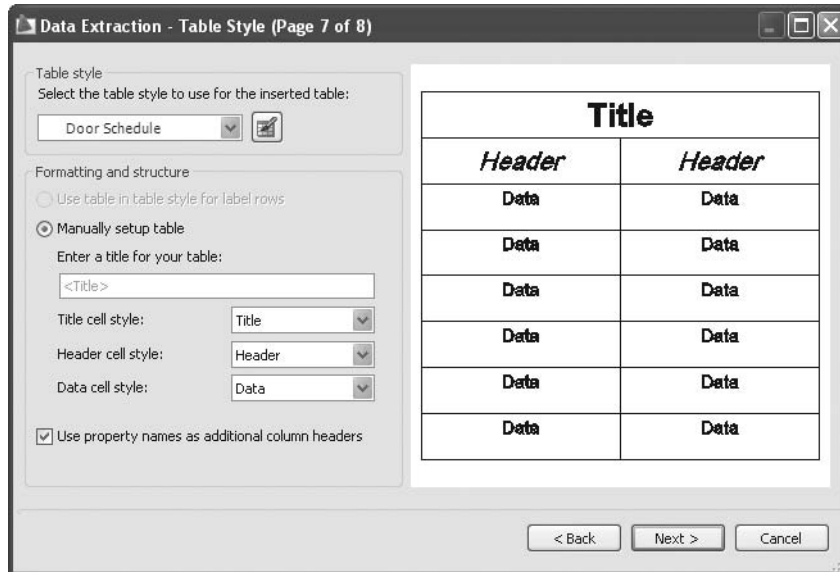 Data Extraction - Table Style (Page 7 of 8)
Table style
Select the table style to use for the inserted table:
Door Schedule
Formatting and structure
Use table in table style for label rows
Manually setup table
Enter a title for your table:
<Title>
Title cell style: Title
Header cell style: Header
Data cell style: Data
Use property names as additional column headers
Title
Header Header
Data Data
Data Data
Data Data
Data Data
Data Data
Data Data
< Back Next > Cancel